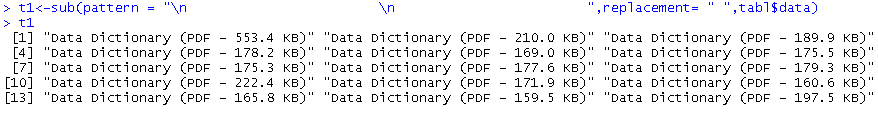 > t1<-sub(pattern = "\n                        \n                        ",replacement= " ",tabl$data)
> t1
 [1] "Data Dictionary (PDF - 553.4 KB)" "Data Dictionary (PDF - 210.0 KB)" "Data Dictionary (PDF - 189.9 KB)"
 [4] "Data Dictionary (PDF - 178.2 KB)" "Data Dictionary (PDF - 169.0 KB)" "Data Dictionary (PDF - 175.5 KB)"
 [7] "Data Dictionary (PDF - 175.3 KB)" "Data Dictionary (PDF - 177.6 KB)" "Data Dictionary (PDF - 179.3 KB)"
[10] "Data Dictionary (PDF - 222.4 KB)" "Data Dictionary (PDF - 171.9 KB)" "Data Dictionary (PDF - 160.6 KB)"
[13] "Data Dictionary (PDF - 165.8 KB)" "Data Dictionary (PDF - 159.5 KB)" "Data Dictionary (PDF - 197.5 KB)"